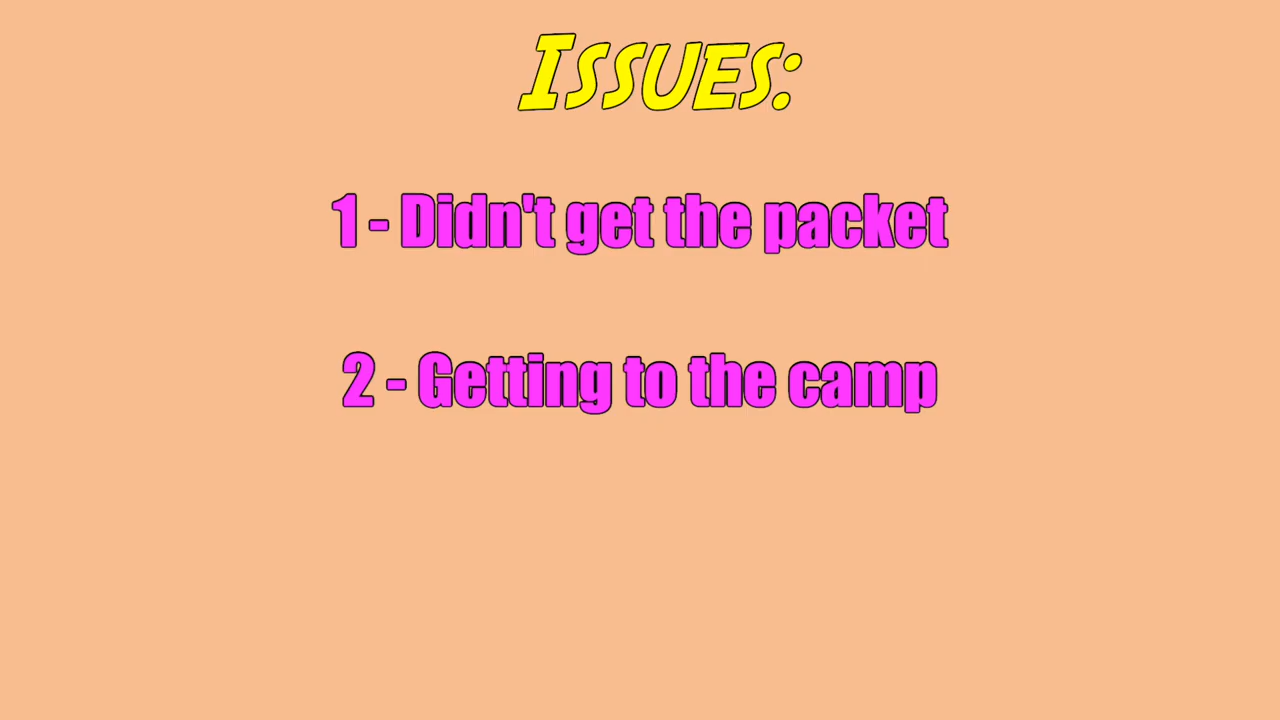 Issues:
1 - Didn't get the packet
2 - Getting to the camp